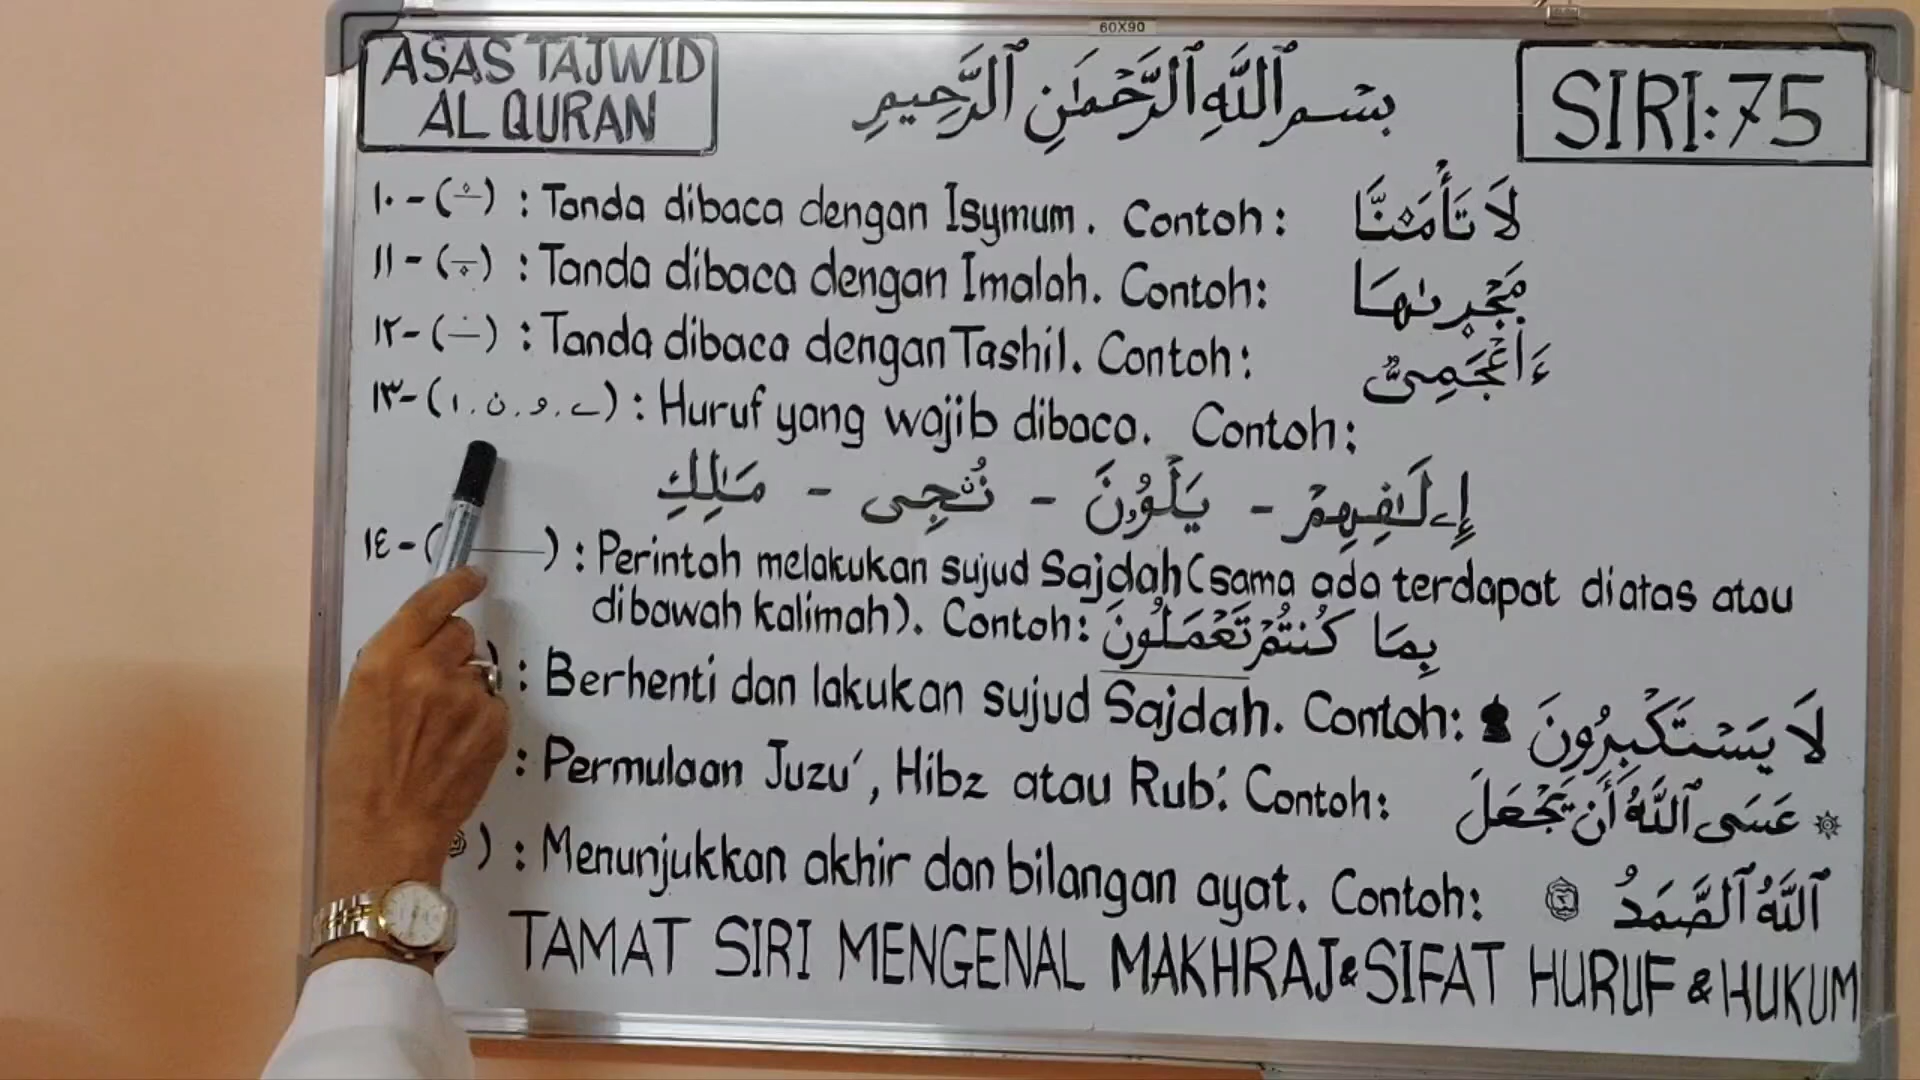 60X90
ASAS TAJWID
AL QURAN
بِسْمِ ٱللَّهِ ٱلرَّحْمَـٰنِ ٱلرَّحِيمِ
SIRI:75
١٠ - (۬) : Tanda dibaca dengan Isymum. Contoh: لَا تَأْمَ۬نَّا
١١ - (۪) : Tanda dibaca dengan Imalah. Contoh: مَجْر۪ىٰهَا
١٢ - (ـ۬ـ) : Tanda dibaca dengan Tashil. Contoh: ءَا۬عْجَمِىٌّ
١٣ - (ا . ن . و . ے) : Huruf yang wajib dibaca. Contoh:
إِۦلَـٰفِهِمْ - يَلْوُۥنَ - نُـۨجِى - مَـٰلِكِ
١٤ - (———) : Perintah melakukan sujud Sajdah (sama ada terdapat diatas atau
dibawah kalimah). Contoh: بِمَا كُنتُمْ تَعْمَلُونَ
) : Berhenti dan lakukan sujud Sajdah. Contoh: لَا يَسْتَكْبِرُونَ ۩
: Permulaan Juzu', Hibz atau Rub'. Contoh: ۞ عَسَى ٱللَّهُ أَن يَجْعَلَ
) : Menunjukkan akhir dan bilangan ayat. Contoh: ٱللَّهُ ٱلصَّمَدُ ۝٢
TAMAT SIRI MENGENAL MAKHRAJ & SIFAT HURUF & HUKUM